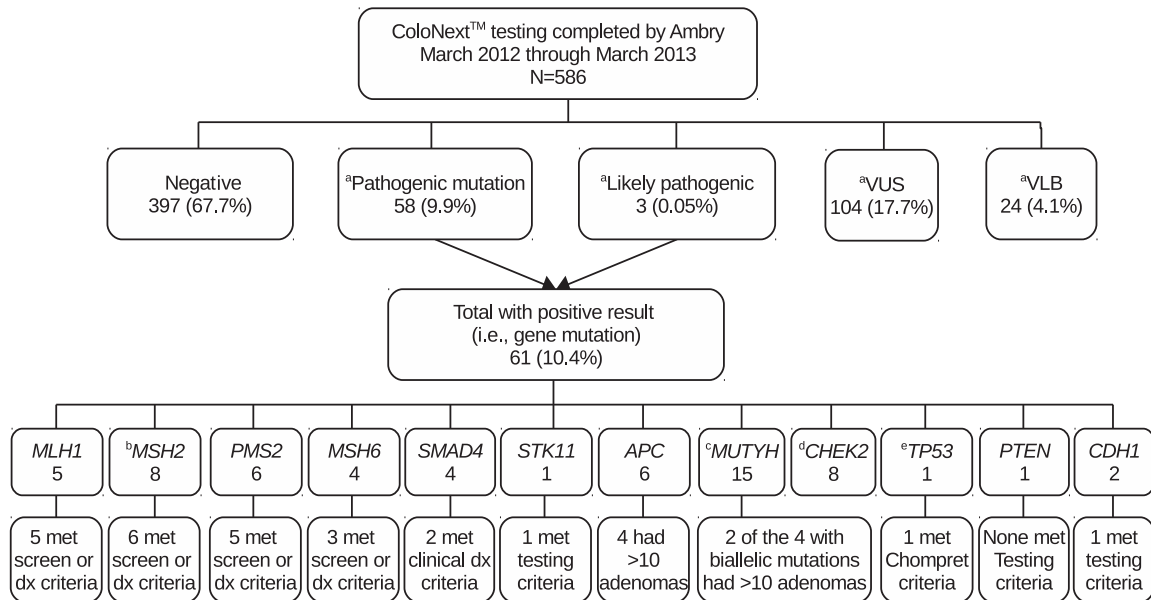 ColoNext™ testing completed by Ambry
March 2012 through March 2013
N=586
Negative
397 (67.7%)
ᵃPathogenic mutation
58 (9.9%)
ᵃLikely pathogenic
3 (0.05%)
ᵃVUS
104 (17.7%)
ᵃVLB
24 (4.1%)
Total with positive result
(i.e., gene mutation)
61 (10.4%)
MLH1
5
ᵇMSH2
8
PMS2
6
MSH6
4
SMAD4
4
STK11
1
APC
6
ᶜMUTYH
15
ᵈCHEK2
8
ᵉTP53
1
PTEN
1
CDH1
2
5 met
screen or
dx criteria
6 met
screen or
dx criteria
5 met
screen or
dx criteria
3 met
screen or
dx criteria
2 met
clinical dx
criteria
1 met
testing
criteria
4 had
>10
adenomas
2 of the 4 with
biallelic mutations
had >10 adenomas
1 met
Chompret
criteria
None met
Testing
criteria
1 met
testing
criteria